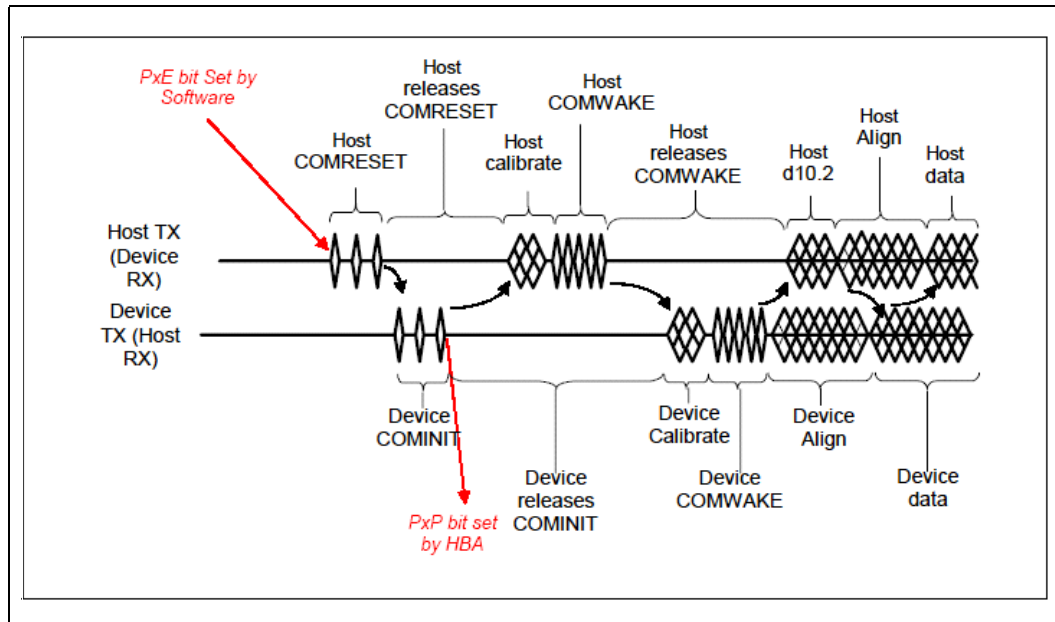 PxE bit Set by
Software
Host
releases
COMRESET
Host
COMWAKE
Host
COMRESET
Host
calibrate
Host
releases
COMWAKE
Host
d10.2
Host
Align
Host
data
Host TX
(Device
RX)
Device
TX (Host
RX)
Device
COMINIT
Device
releases
COMINIT
Device
Calibrate
Device
COMWAKE
Device
Align
Device
data
PxP bit set
by HBA